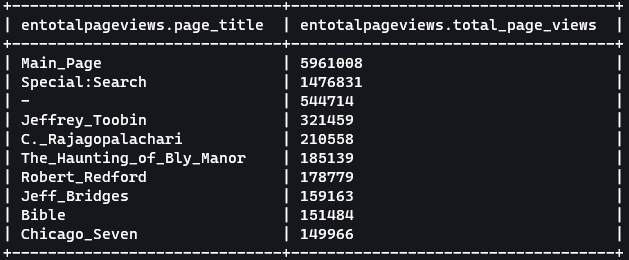 +------------------------------+-----------------------------------+
| entotalpageviews.page_title | entotalpageviews.total_page_views |
+------------------------------+-----------------------------------+
| Main_Page | 5961008 |
| Special:Search | 1476831 |
| - | 544714 |
| Jeffrey_Toobin | 321459 |
| C._Rajagopalachari | 210558 |
| The_Haunting_of_Bly_Manor | 185139 |
| Robert_Redford | 178779 |
| Jeff_Bridges | 159163 |
| Bible | 151484 |
| Chicago_Seven | 149966 |
+------------------------------+-----------------------------------+